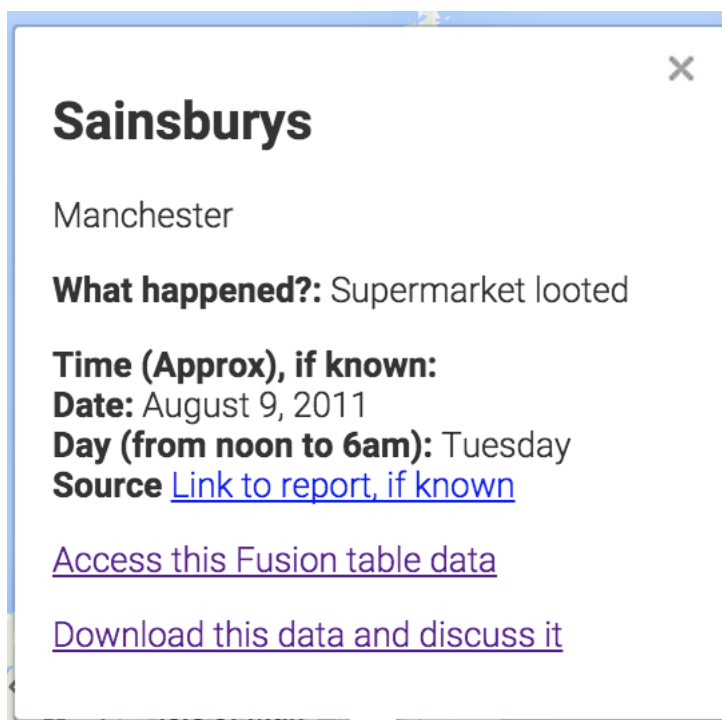 Sainsburys
Manchester
What happened?: Supermarket looted
Time (Approx), if known:
Date: August 9, 2011
Day (from noon to 6am): Tuesday
Source Link to report, if known
Access this Fusion table data
Download this data and discuss it